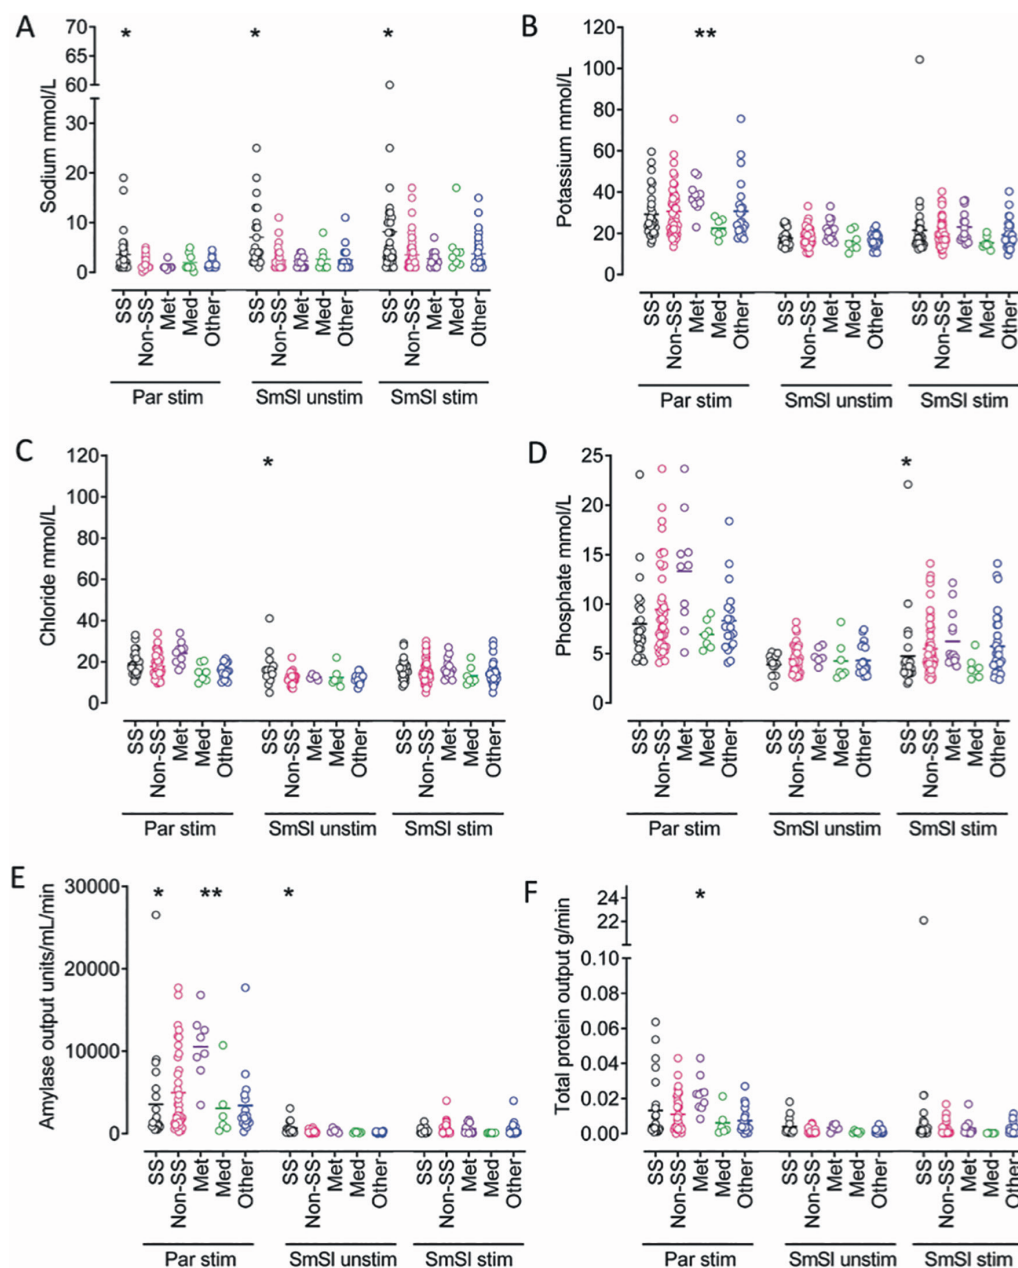 A
Sodium mmol/L
70
65
60
30
20
10
0
*
*
*
SS
Non-SS
Met
Med
Other
SS
Non-SS
Met
Med
Other
SS
Non-SS
Met
Med
Other
Par stim
SmSl unstim
SmSl stim
B
Potassium mmol/L
120
100
80
60
40
20
0
**
SS
Non-SS
Met
Med
Other
SS
Non-SS
Met
Med
Other
SS
Non-SS
Met
Med
Other
Par stim
SmSl unstim
SmSl stim
C
Chloride mmol/L
120
100
80
60
40
20
0
*
SS
Non-SS
Met
Med
Other
SS
Non-SS
Met
Med
Other
SS
Non-SS
Met
Med
Other
Par stim
SmSl unstim
SmSl stim
D
Phosphate mmol/L
25
20
15
10
5
0
*
SS
Non-SS
Met
Med
Other
SS
Non-SS
Met
Med
Other
SS
Non-SS
Met
Med
Other
Par stim
SmSl unstim
SmSl stim
E
Amylase output units/mL/min
30000
20000
10000
0
*
**
*
SS
Non-SS
Met
Med
Other
SS
Non-SS
Met
Med
Other
SS
Non-SS
Met
Med
Other
Par stim
SmSl unstim
SmSl stim
F
Total protein output g/min
24
22
0.10
0.08
0.06
0.04
0.02
0.00
*
SS
Non-SS
Met
Med
Other
SS
Non-SS
Met
Med
Other
SS
Non-SS
Met
Med
Other
Par stim
SmSl unstim
SmSl stim